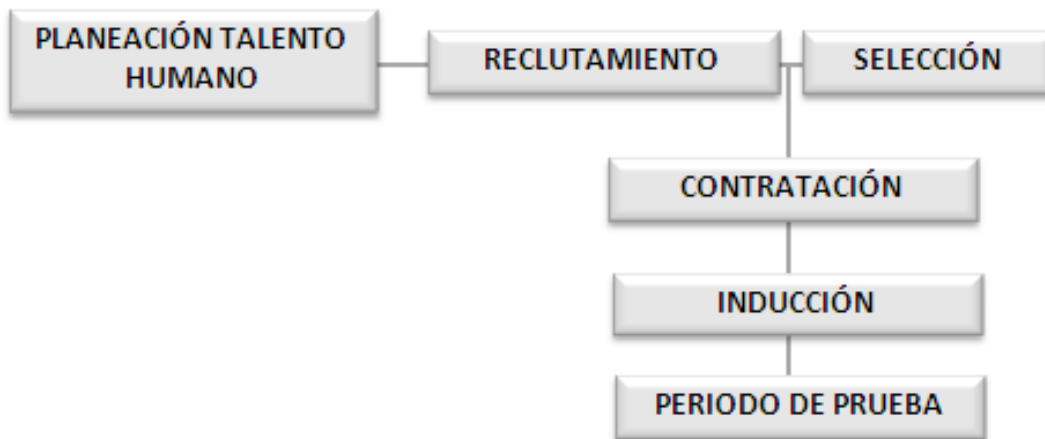 PLANEACIÓN TALENTO
HUMANO
RECLUTAMIENTO
SELECCIÓN
CONTRATACIÓN
INDUCCIÓN
PERIODO DE PRUEBA